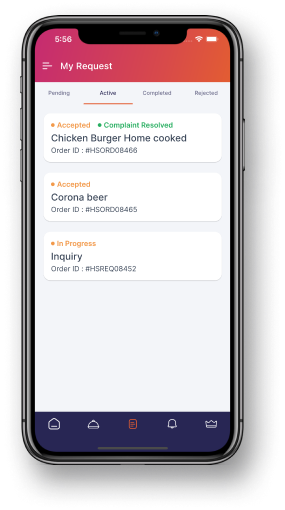 5:56
My Request
Pending Active Completed Rejected
Accepted Complaint Resolved
Chicken Burger Home cooked
Order ID : #HSORD08466
Accepted
Corona beer
Order ID : #HSORD08465
In Progress
Inquiry
Order ID : #HSREQ08452